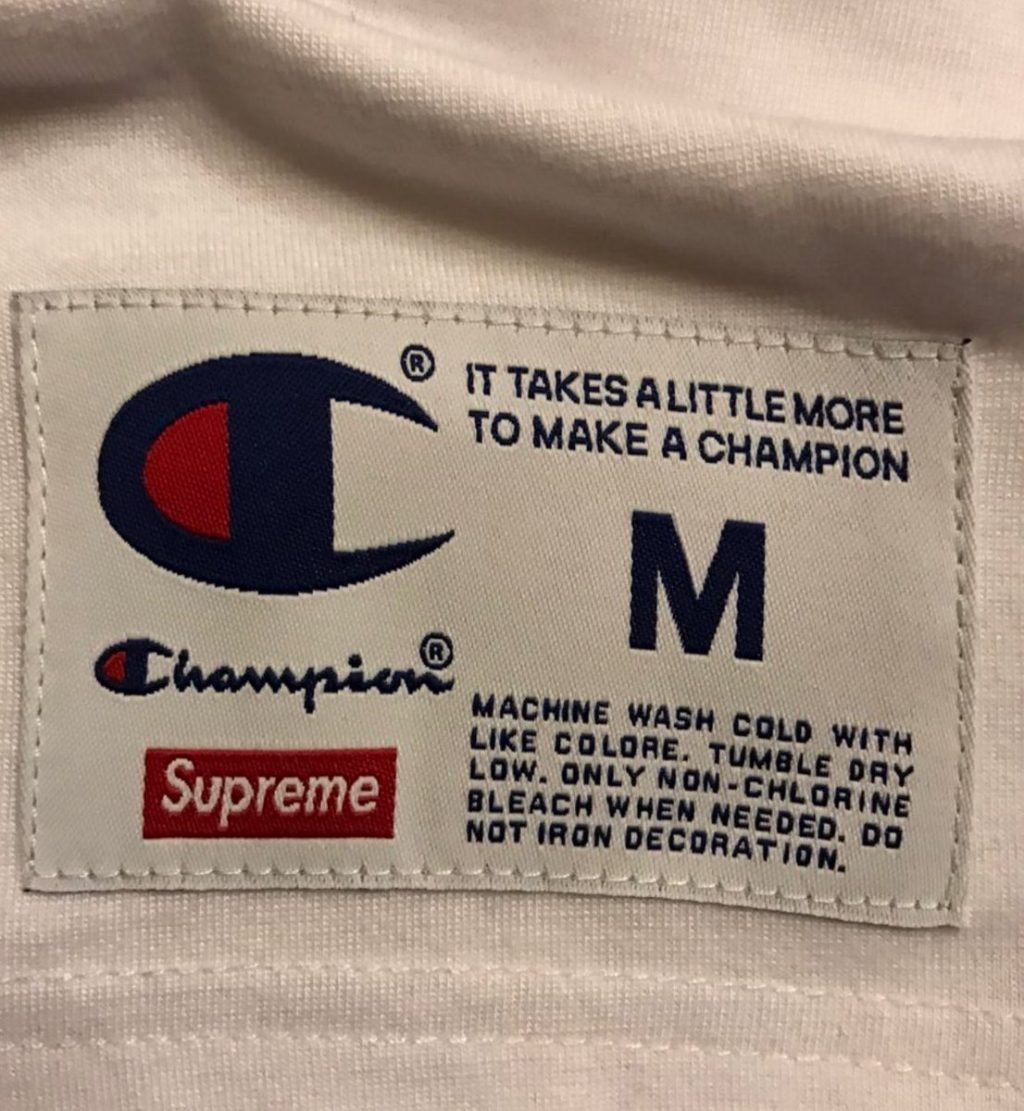 ®
IT TAKES A LITTLE MORE
TO MAKE A CHAMPION
M
Champion®
Supreme
MACHINE WASH COLD WITH
LIKE COLORE. TUMBLE DRY
LOW. ONLY NON-CHLORINE
BLEACH WHEN NEEDED. DO
NOT IRON DECORATION.